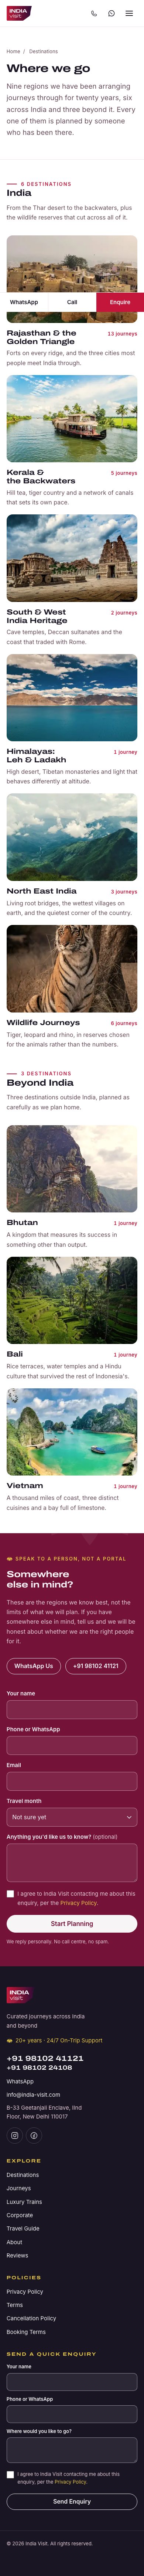 INDIA
visit
Home / Destinations
Where we go
Nine regions we have been arranging
journeys through for twenty years, six
across India and three beyond it. Every
one of them is planned by someone
who has been there.
6 DESTINATIONS
India
From the Thar desert to the backwaters, plus
the wildlife reserves that cut across all of it.
WhatsApp
Call
Enquire
Rajasthan & the
Golden Triangle
13 journeys
Forts on every ridge, and the three cities most
people meet India through.
Kerala &
the Backwaters
5 journeys
Hill tea, tiger country and a network of canals
that sets its own pace.
South & West
India Heritage
2 journeys
Cave temples, Deccan sultanates and the
coast that traded with Rome.
Himalayas:
Leh & Ladakh
1 journey
High desert, Tibetan monasteries and light that
behaves differently at altitude.
North East India
3 journeys
Living root bridges, the wettest villages on
earth, and the quietest corner of the country.
Wildlife Journeys
6 journeys
Tiger, leopard and rhino, in reserves chosen
for the animals rather than the numbers.
3 DESTINATIONS
Beyond India
Three destinations outside India, planned as
carefully as we plan home.
Bhutan
1 journey
A kingdom that measures its success in
something other than output.
Bali
1 journey
Rice terraces, water temples and a Hindu
culture that survived the rest of Indonesia's.
Vietnam
1 journey
A thousand miles of coast, three distinct
cuisines and a bay full of limestone.
SPEAK TO A PERSON, NOT A PORTAL
Somewhere
else in mind?
These are the regions we know best, not the
limits of what we will plan. If you have
somewhere else in mind, tell us and we will be
honest about whether we are the right people
for it.
WhatsApp Us
+91 98102 41121
Your name
Phone or WhatsApp
Email
Travel month
Not sure yet
Anything you'd like us to know? (optional)
I agree to India Visit contacting me about this
enquiry, per the Privacy Policy.
Start Planning
We reply personally. No call centre, no spam.
INDIA
visit
Curated journeys across India
and beyond
20+ years · 24/7 On-Trip Support
+91 98102 41121
+91 98102 24108
WhatsApp
info@india-visit.com
B-33 Geetanjali Enclave, IInd
Floor, New Delhi 110017
EXPLORE
Destinations
Journeys
Luxury Trains
Corporate
Travel Guide
About
Reviews
POLICIES
Privacy Policy
Terms
Cancellation Policy
Booking Terms
SEND A QUICK ENQUIRY
Your name
Phone or WhatsApp
Where would you like to go?
I agree to India Visit contacting me about this
enquiry, per the Privacy Policy.
Send Enquiry
© 2026 India Visit. All rights reserved.